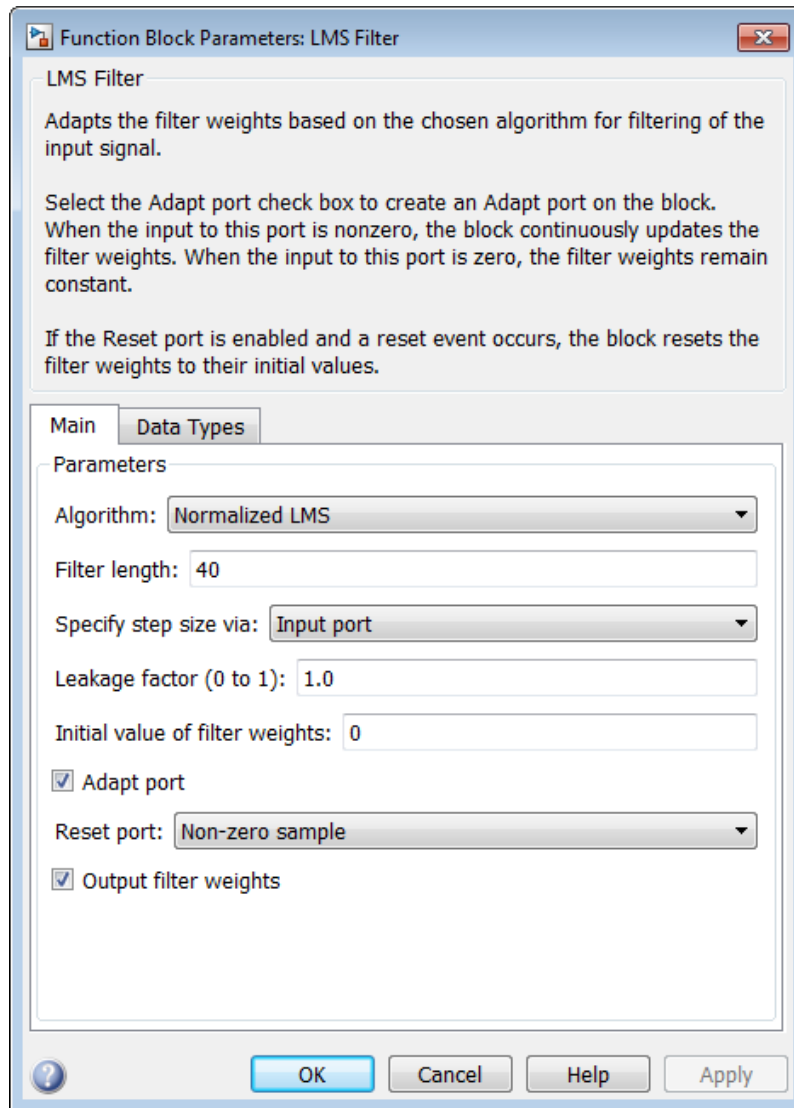 Function Block Parameters: LMS Filter
LMS Filter
Adapts the filter weights based on the chosen algorithm for filtering of the
input signal.
Select the Adapt port check box to create an Adapt port on the block.
When the input to this port is nonzero, the block continuously updates the
filter weights. When the input to this port is zero, the filter weights remain
constant.
If the Reset port is enabled and a reset event occurs, the block resets the
filter weights to their initial values.
Main Data Types
Parameters
Algorithm: Normalized LMS
Filter length: 40
Specify step size via: Input port
Leakage factor (0 to 1): 1.0
Initial value of filter weights: 0
Adapt port
Reset port: Non-zero sample
Output filter weights
? OK Cancel Help Apply